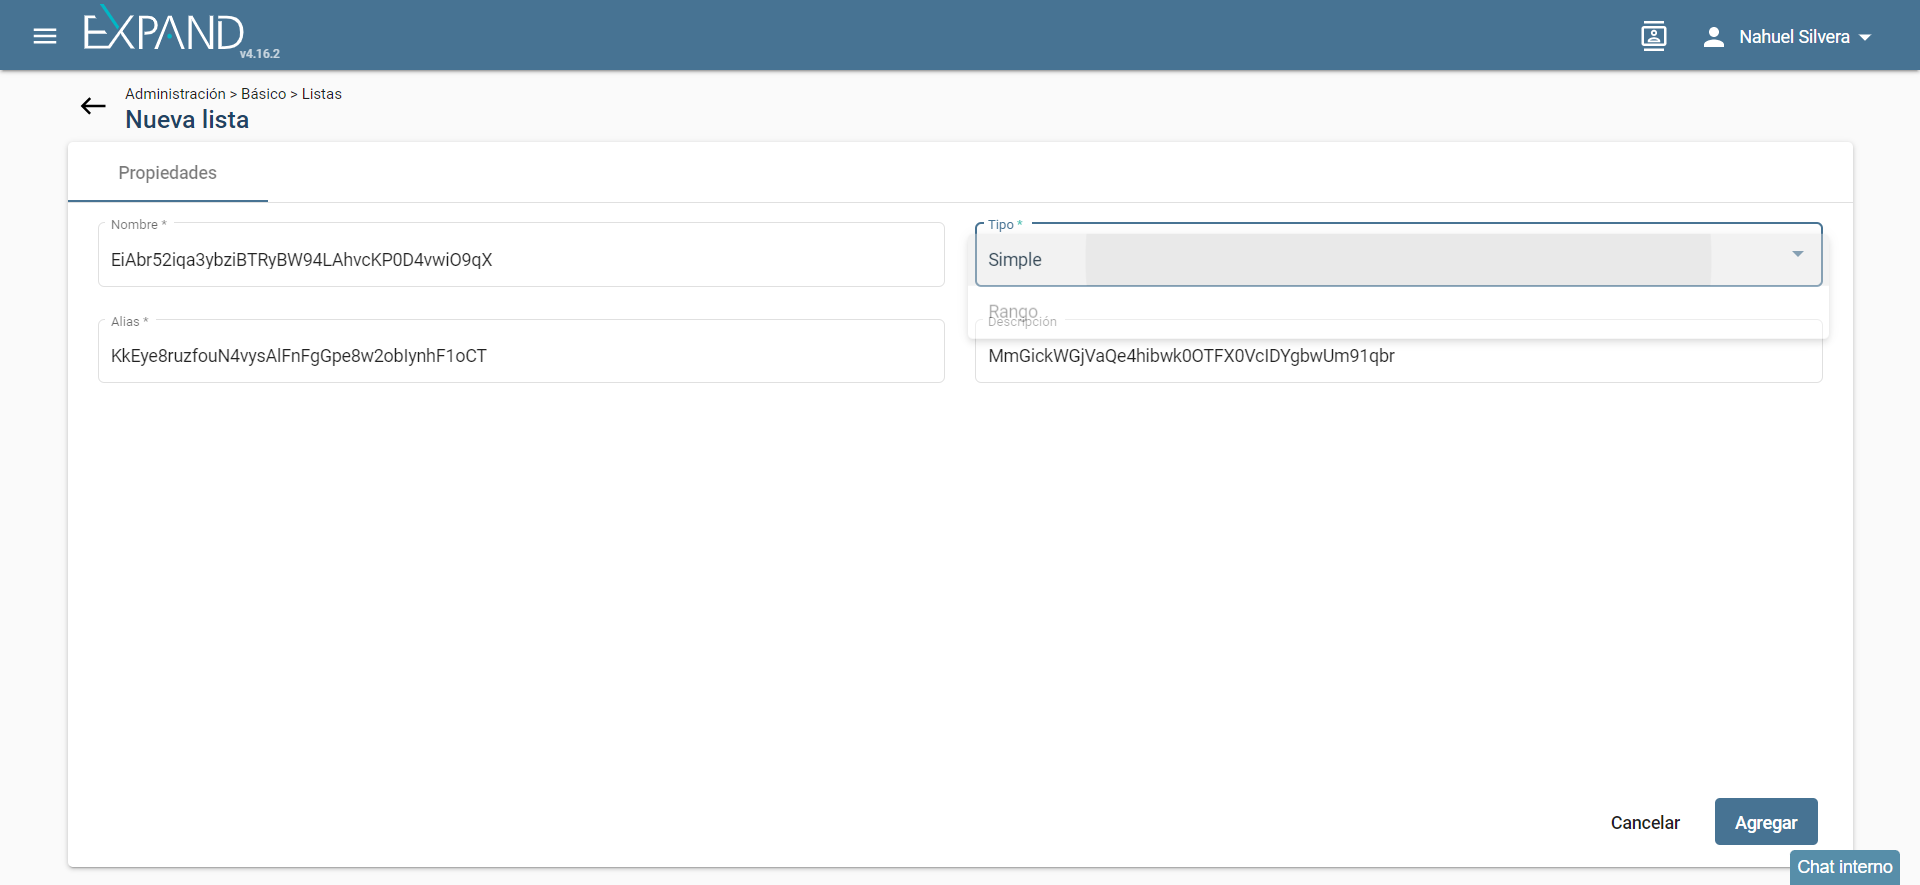 EXPAND
v4.16.2
Nahuel Silvera
Administración > Básico > Listas
Nueva lista
Propiedades
Nombre *
EiAbr52iqa3ybziBTRyBW94LAhvcKP0D4vwiO9qX
Tipo *
Simple
Rango
Alias *
KkEye8ruzfouN4vysAlFnFgGpe8w2obIynhF1oCT
Descripción
MmGickWGjVaQe4hibwk0OTFX0VcIDYgbwUm91qbr
Cancelar
Agregar
Chat interno